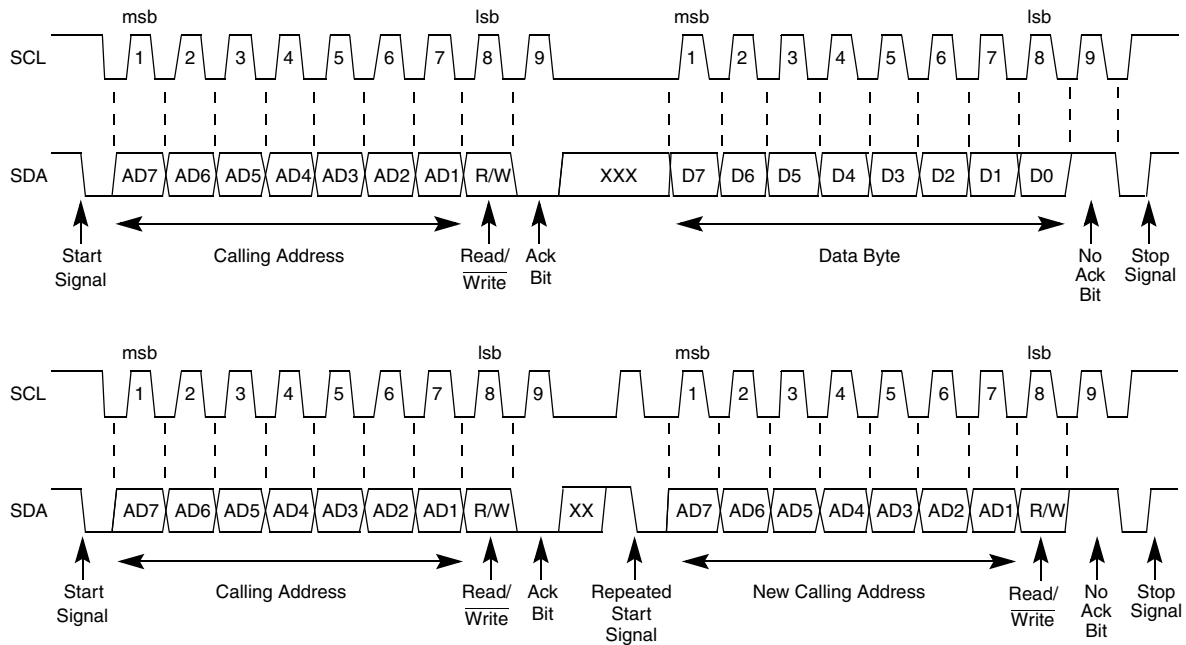 msb lsb msb lsb
SCL 1 2 3 4 5 6 7 8 9 1 2 3 4 5 6 7 8 9
SDA AD7 AD6 AD5 AD4 AD3 AD2 AD1 R/W XXX D7 D6 D5 D4 D3 D2 D1 D0
Start Calling Address Read/ Ack Data Byte No Stop
Signal Write Bit Ack Signal
Bit
msb lsb msb lsb
SCL 1 2 3 4 5 6 7 8 9 1 2 3 4 5 6 7 8 9
SDA AD7 AD6 AD5 AD4 AD3 AD2 AD1 R/W XX AD7 AD6 AD5 AD4 AD3 AD2 AD1 R/W
Start Calling Address Read/ Ack Repeated New Calling Address Read/ No Stop
Signal Write Bit Start Write Ack Signal
Signal Bit